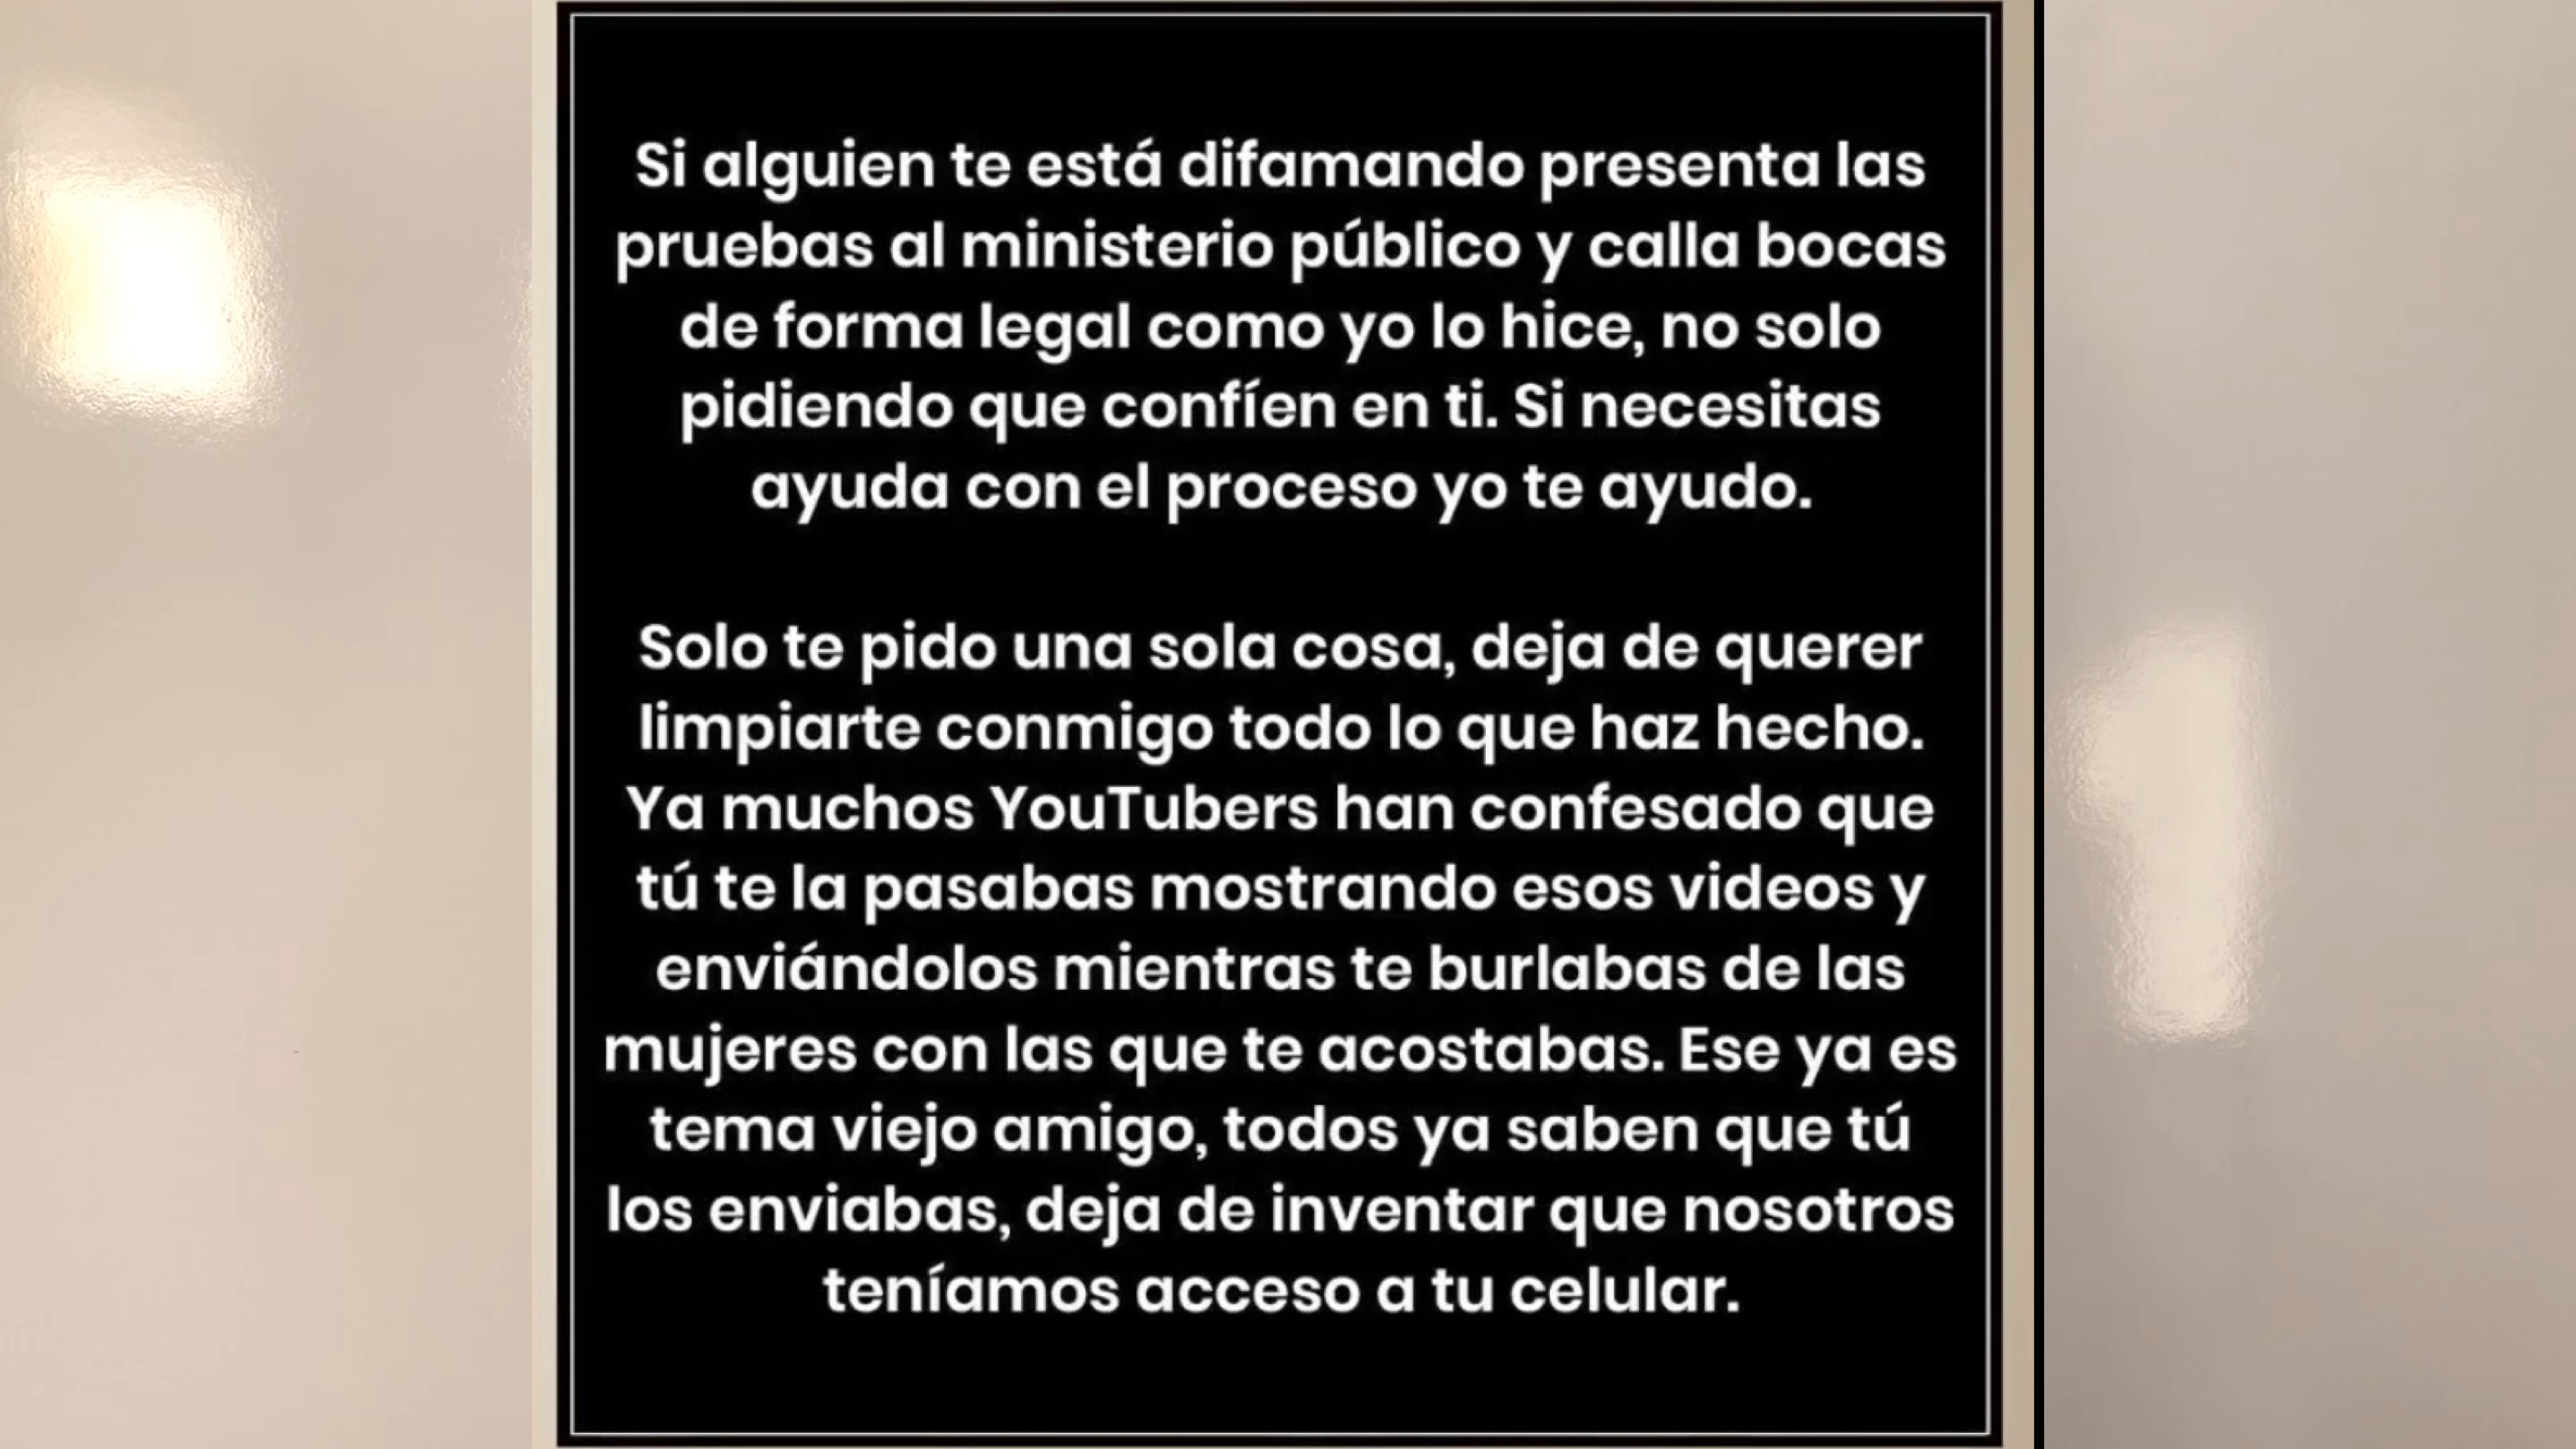 Si alguien te está difamando presenta las
pruebas al ministerio público y calla bocas
de forma legal como yo lo hice, no solo
pidiendo que confíen en ti. Si necesitas
ayuda con el proceso yo te ayudo.
Solo te pido una sola cosa, deja de querer
limpiarte conmigo todo lo que haz hecho.
Ya muchos YouTubers han confesado que
tú te la pasabas mostrando esos videos y
enviándolos mientras te burlabas de las
mujeres con las que te acostabas. Ese ya es
tema viejo amigo, todos ya saben que tú
los enviabas, deja de inventar que nosotros
teníamos acceso a tu celular.